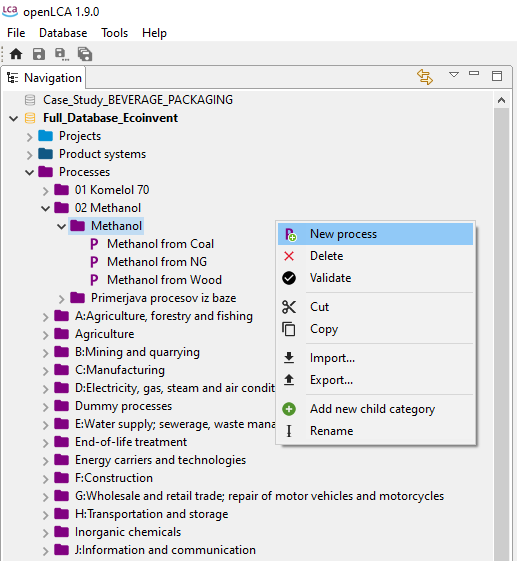 LCA openLCA 1.9.0
File Database Tools Help
Navigation
Case_Study_BEVERAGE_PACKAGING
Full_Database_Ecoinvent
Projects
Product systems
Processes
01 Komelol 70
02 Methanol
Methanol
P Methanol from Coal
P Methanol from NG
P Methanol from Wood
Primerjava procesov iz baze
A:Agriculture, forestry and fishing
Agriculture
B:Mining and quarrying
C:Manufacturing
D:Electricity, gas, steam and air condit
Dummy processes
E:Water supply; sewerage, waste mana
End-of-life treatment
Energy carriers and technologies
F:Construction
G:Wholesale and retail trade; repair of motor vehicles and motorcycles
H:Transportation and storage
Inorganic chemicals
J:Information and communication
P New process
Delete
Validate
Cut
Copy
Import...
Export...
Add new child category
Rename